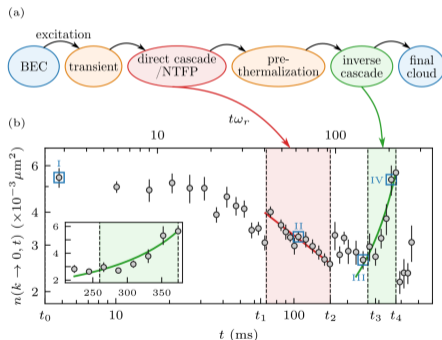 (a)
excitation
BEC
transient
direct cascade
/NTFP
pre-
thermalization
inverse
cascade
final
cloud
(b)
tωᵣ
10 100
n(k → 0, t) (×10⁻³ μm²)
6
4
3
2
I
II
III
IV
6
4
2
250 300 350
t₀ 10 t₁ 100 t₂ t₃ t₄
t (ms)